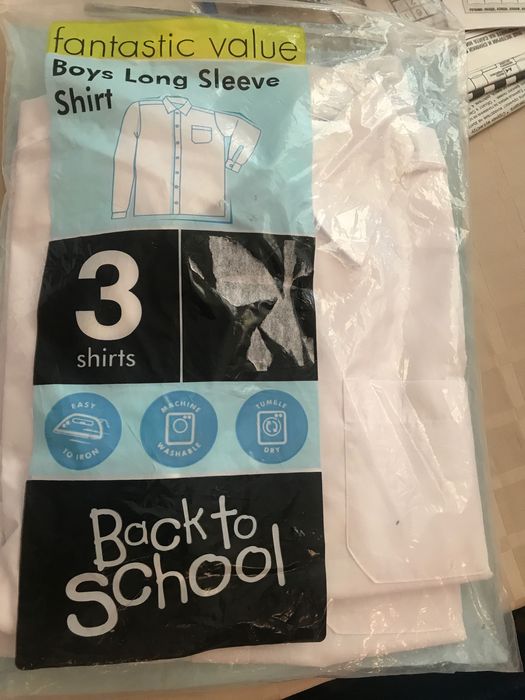 fantastic value
Boys Long Sleeve
Shirt
3
shirts
EASY
TO IRON
MACHINE
WASHABLE
TUMBLE
DRY
Back to
School